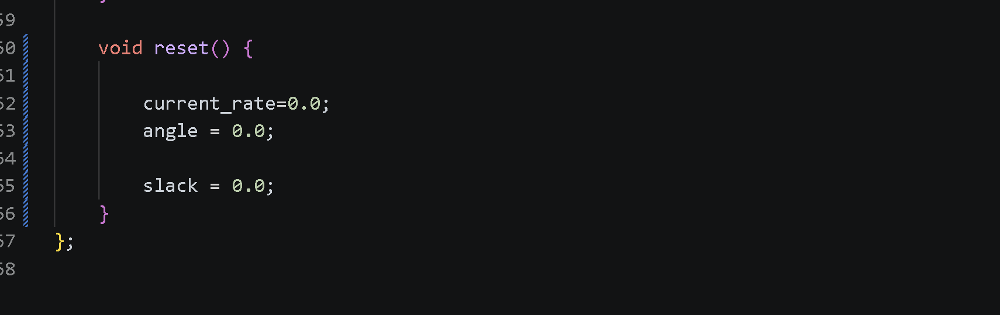 59
60 void reset() {
61
62 current_rate=0.0;
63 angle = 0.0;
64
65 slack = 0.0;
66 }
67 };
68